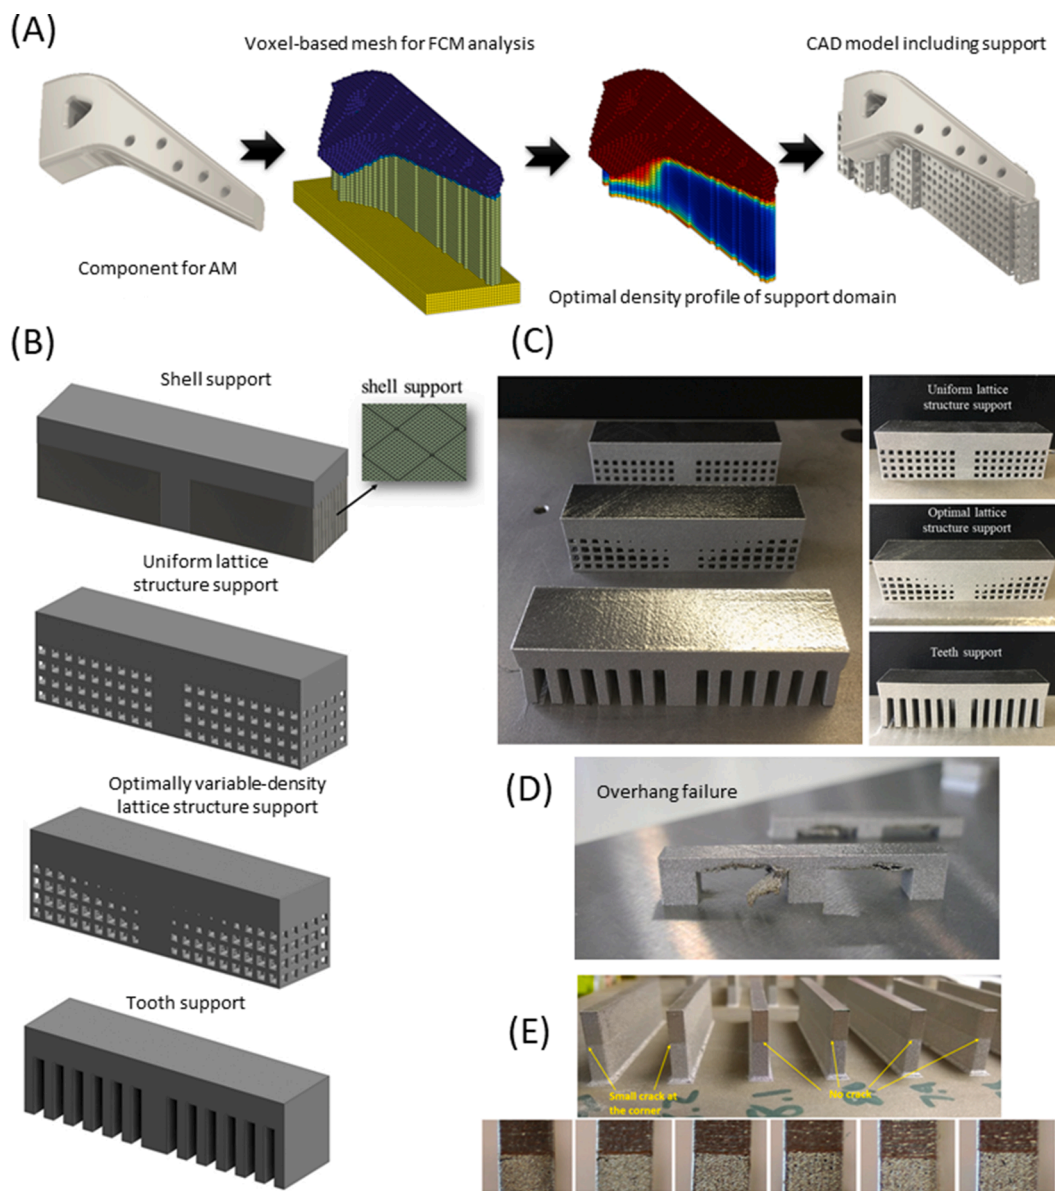 (A)
Voxel-based mesh for FCM analysis
CAD model including support
Component for AM
Optimal density profile of support domain
(B)
Shell support
shell support
Uniform lattice
structure support
Optimally variable-density
lattice structure support
Tooth support
(C)
Uniform lattice
structure support
Optimal lattice
structure support
Teeth support
(D)
Overhang failure
(E)
Small crack at
the corner
No crack